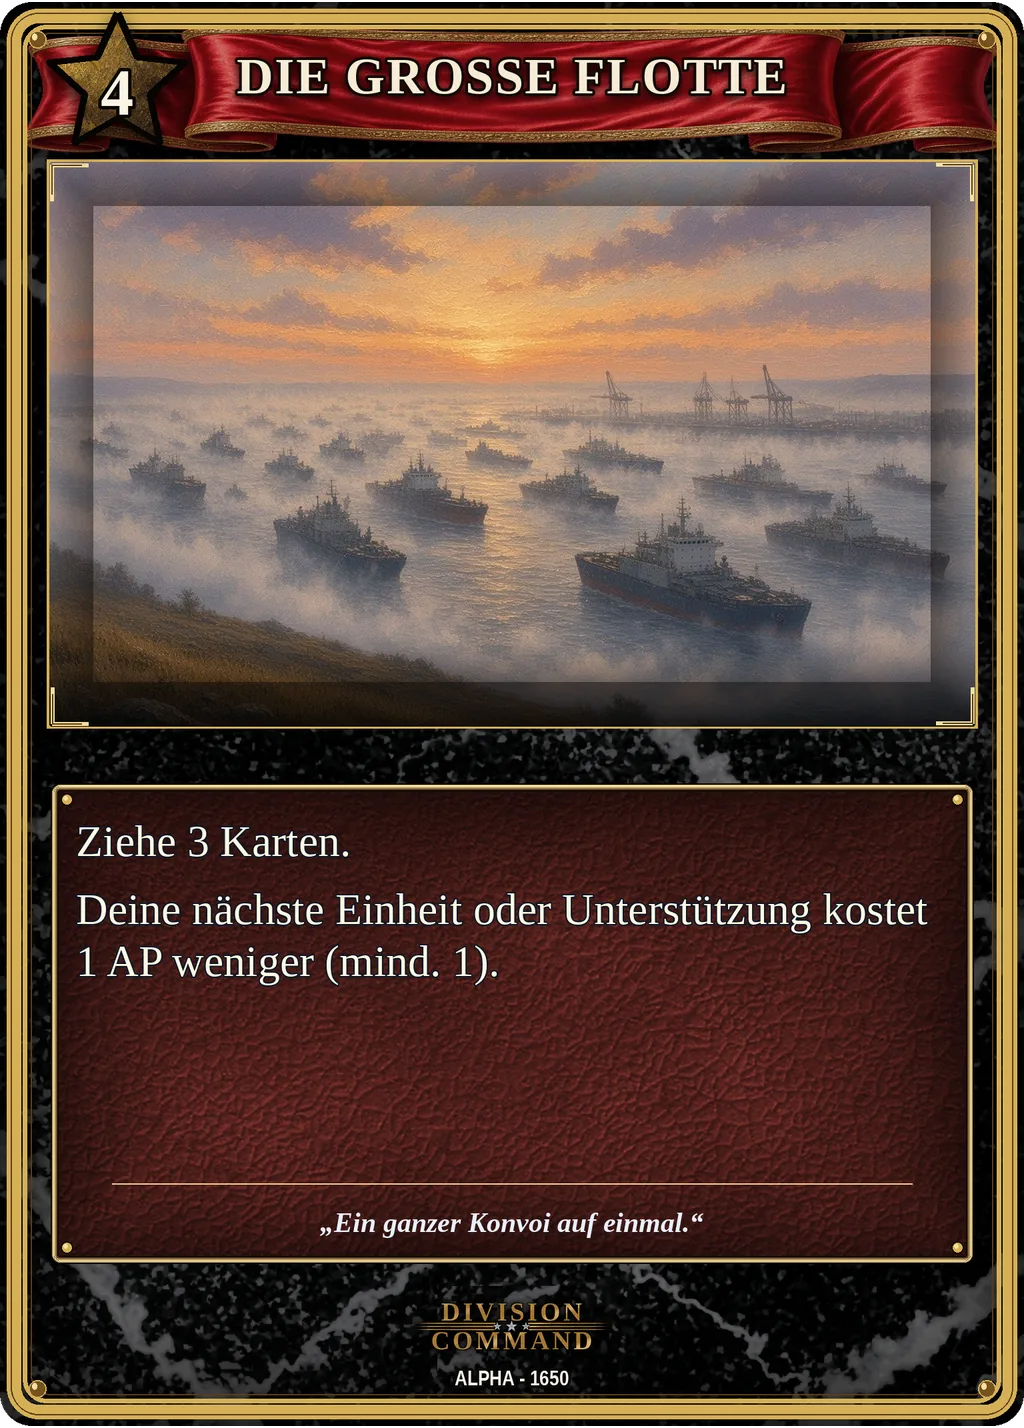 4
DIE GROSSE FLOTTE
Ziehe 3 Karten.
Deine nächste Einheit oder Unterstützung kostet
1 AP weniger (mind. 1).
„Ein ganzer Konvoi auf einmal.“
DIVISION
COMMAND
ALPHA - 1650